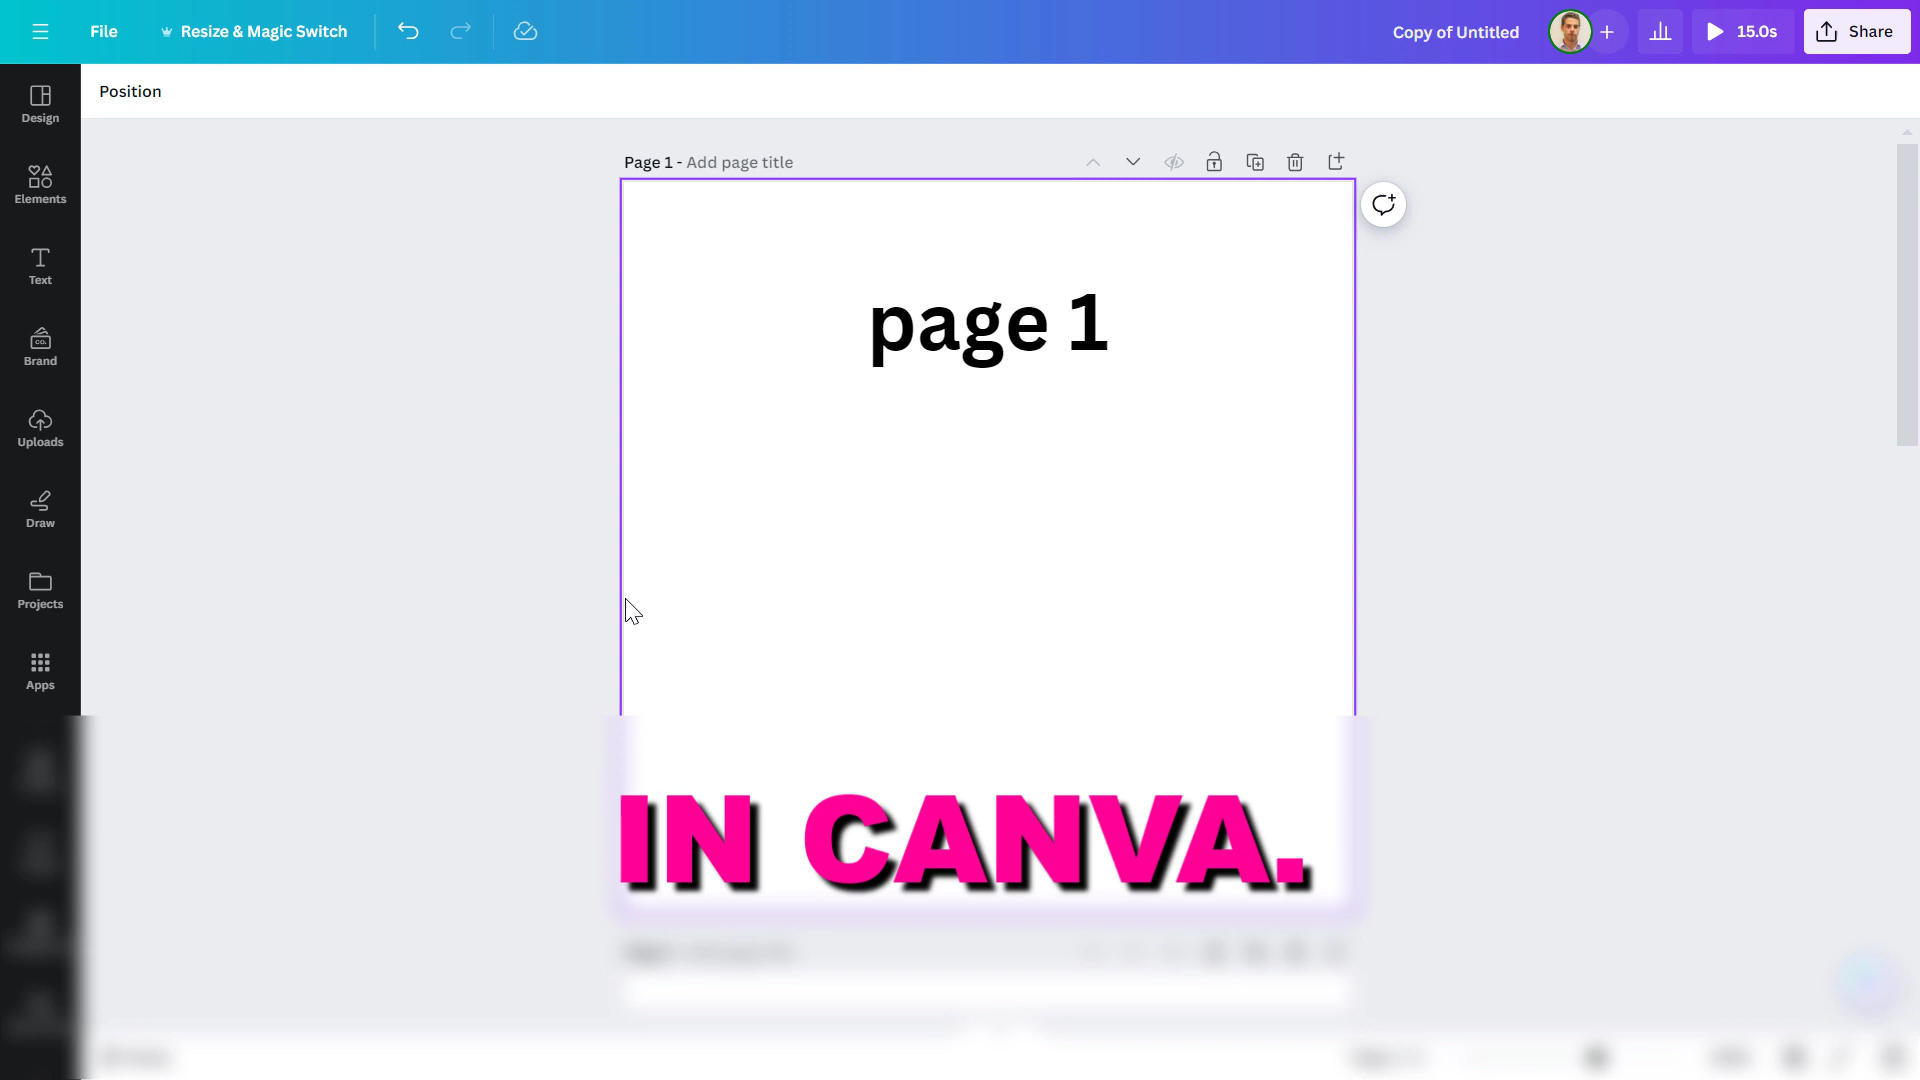 File
Resize & Magic Switch
Copy of Untitled
15.0s
Share
Position
Design
Elements
Text
Brand
CO.
Uploads
Draw
Projects
Apps
Page 1 - Add page title
page 1
IN CANVA.